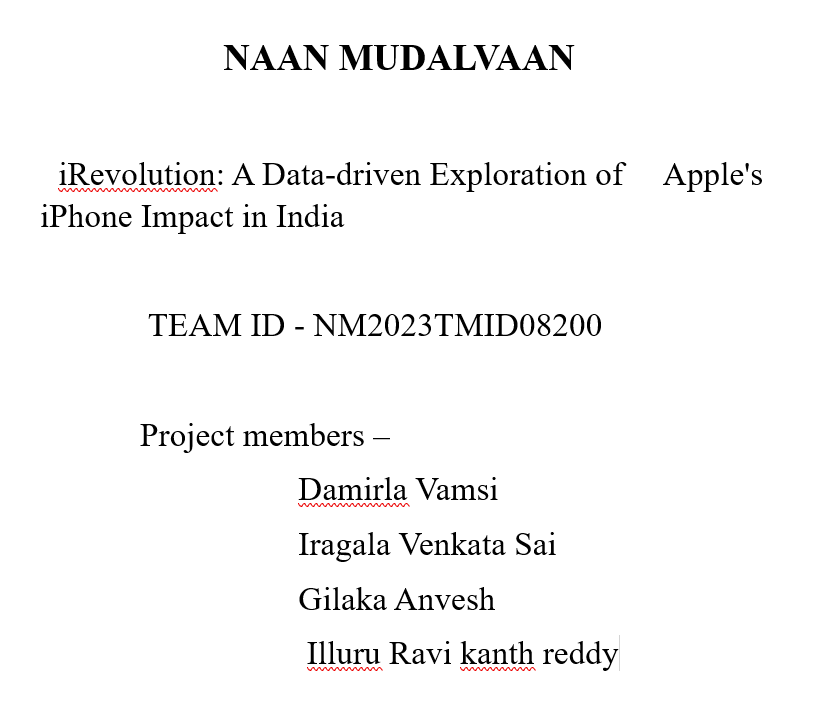 NAAN MUDALVAAN
iRevolution: A Data-driven Exploration of Apple's
iPhone Impact in India
TEAM ID - NM2023TMID08200
Project members –
Damirla Vamsi
Iragala Venkata Sai
Gilaka Anvesh
Illuru Ravi kanth reddy